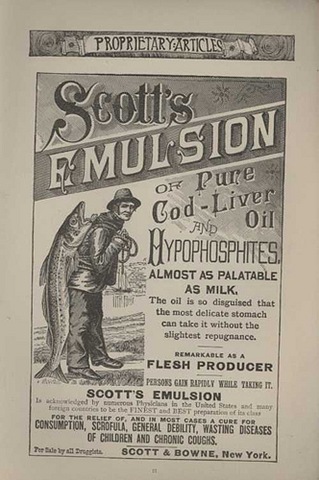 PROPRIETARY ARTICLES
Scott's
EMULSION
OF Pure
Cod-Liver
Oil
AND
HYPOPHOSPHITES.
ALMOST AS PALATABLE
AS MILK.
The oil is so disguised that
the most delicate stomach
can take it without the
slightest repugnance.
REMARKABLE AS A
FLESH PRODUCER
PERSONS GAIN RAPIDLY WHILE TAKING IT.
SCOTT'S EMULSION
Is acknowledged by numerous Physicians in the United States and many
foreign countries to be the FINEST and BEST preparation of its class
FOR THE RELIEF OF, AND IN MOST CASES A CURE FOR
CONSUMPTION, SCROFULA, GENERAL DEBILITY, WASTING DISEASES
OF CHILDREN AND CHRONIC COUGHS.
For Sale by all Druggists. SCOTT & BOWNE, New York.